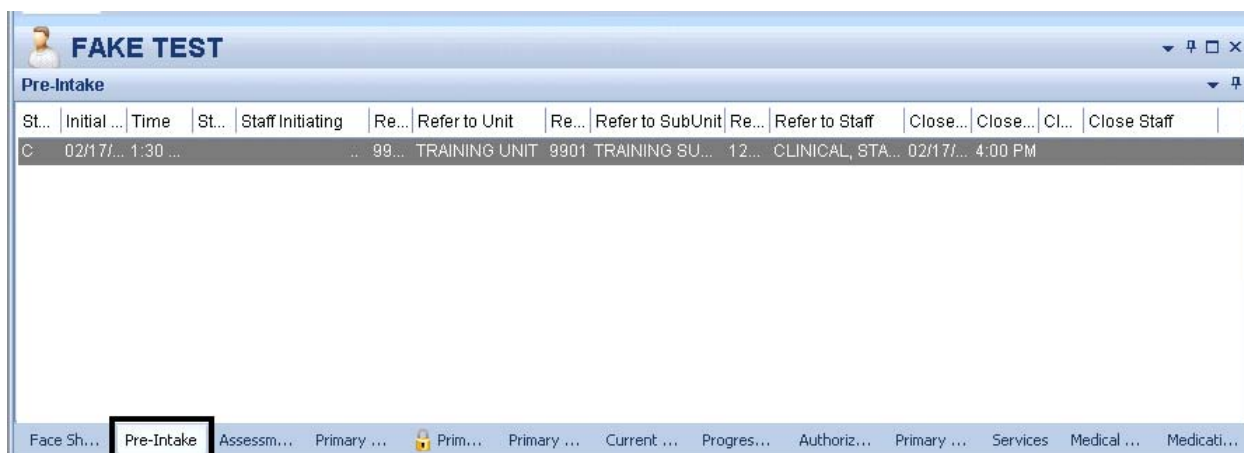 FAKE TEST
Pre-Intake
St... Initial ... Time St... Staff Initiating Re... Refer to Unit Re... Refer to SubUnit Re... Refer to Staff Close... Close... Cl... Close Staff
C 02/17/... 1:30 ... .. 99... TRAINING UNIT 9901 TRAINING SU... 12... CLINICAL, STA... 02/17/... 4:00 PM
Face Sh... Pre-Intake Assessm... Primary ... Prim... Primary ... Current ... Progres... Authoriz... Primary ... Services Medical ... Medicati...